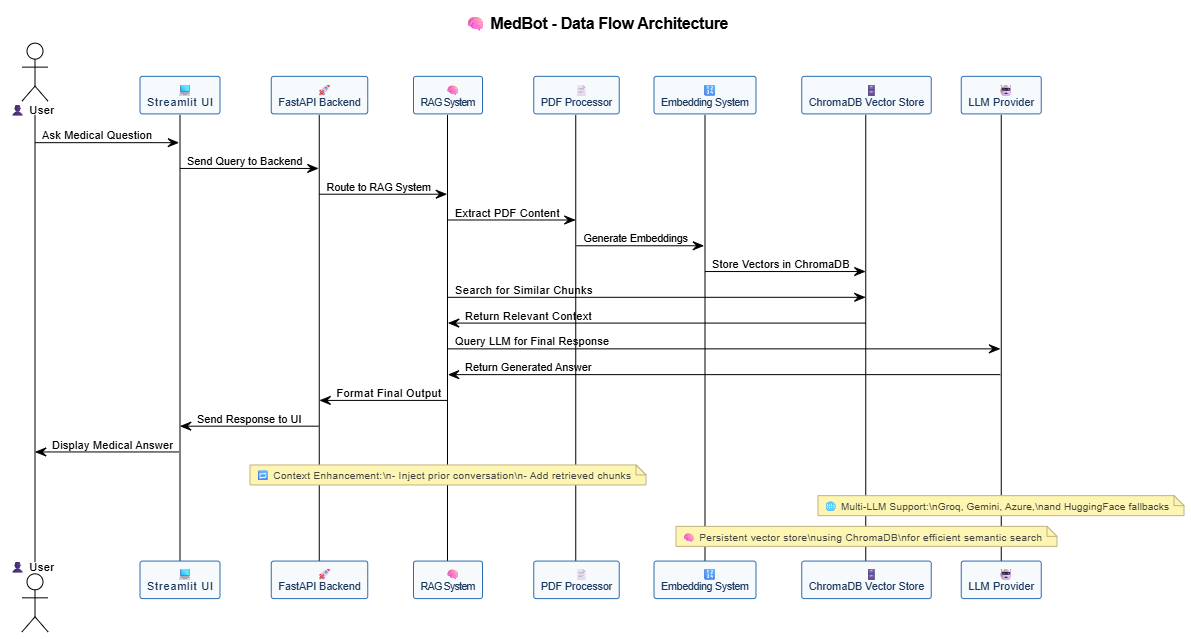 🧠 MedBot - Data Flow Architecture
👤 User
Streamlit UI
FastAPI Backend
RAG System
PDF Processor
Embedding System
ChromaDB Vector Store
LLM Provider
Ask Medical Question
Send Query to Backend
Route to RAG System
Extract PDF Content
Generate Embeddings
Store Vectors in ChromaDB
Search for Similar Chunks
Return Relevant Context
Query LLM for Final Response
Return Generated Answer
Format Final Output
Send Response to UI
Display Medical Answer
Context Enhancement:\n- Inject prior conversation\n- Add retrieved chunks
🌐 Multi-LLM Support:\nGroq, Gemini, Azure,\nand HuggingFace fallbacks
🧠 Persistent vector store\nusing ChromaDB\nfor efficient semantic search
👤 User
Streamlit UI
FastAPI Backend
RAG System
PDF Processor
Embedding System
ChromaDB Vector Store
LLM Provider